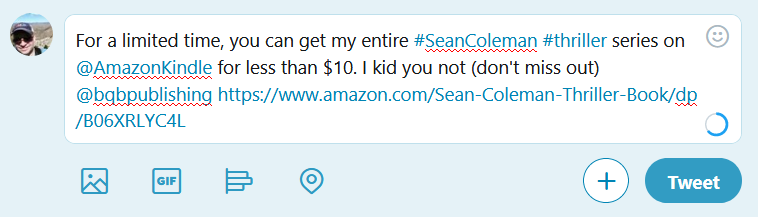 For a limited time, you can get my entire #SeanColeman #thriller series on
@AmazonKindle for less than $10. I kid you not (don't miss out)
@bqbpublishing https://www.amazon.com/Sean-Coleman-Thriller-Book/dp
/B06XRLYC4L
GIF
Tweet